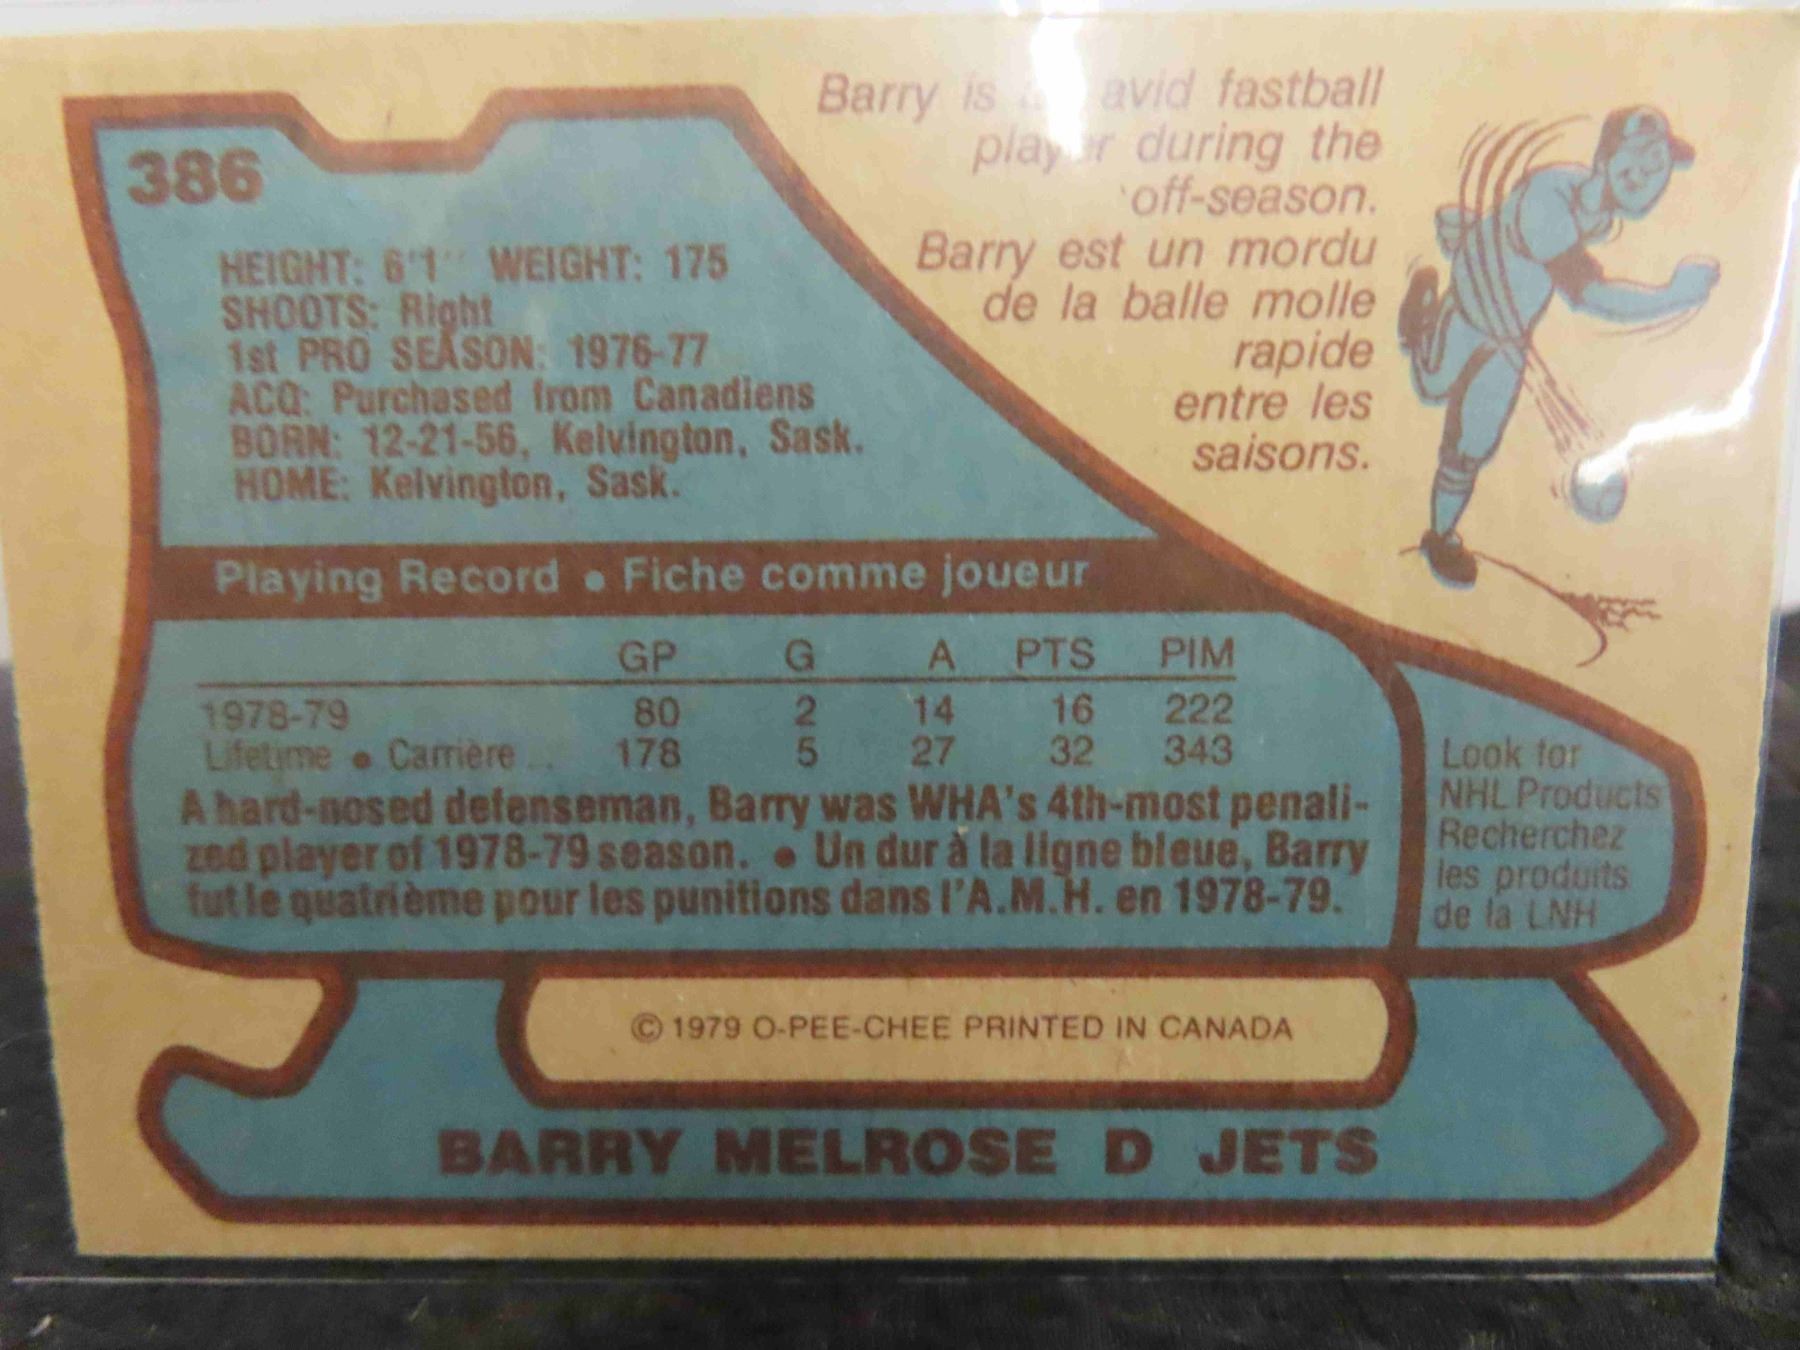 386
HEIGHT: 6'1" WEIGHT: 175
SHOOTS: Right
1st PRO SEASON: 1976-77
ACQ: Purchased from Canadiens
BORN: 12-21-56, Kelvington, Sask.
HOME: Kelvington, Sask.
Barry is avid fastball
player during the
off-season.
Barry est un mordu
de la balle molle
rapide
entre les
saisons.
Playing Record • Fiche comme joueur
GP G A PTS PIM
1978-79 80 2 14 16 222
Lifetime • Carrière .. 178 5 27 32 343
A hard-nosed defenseman, Barry was WHA's 4th-most penali-
zed player of 1978-79 season. • Un dur à la ligne bleue, Barry
fut le quatrième pour les punitions dans l'A.M.H. en 1978-79.
Look for
NHL Products
Recherchez
les produits
de la LNH
© 1979 O-PEE-CHEE PRINTED IN CANADA
BARRY MELROSE D JETS